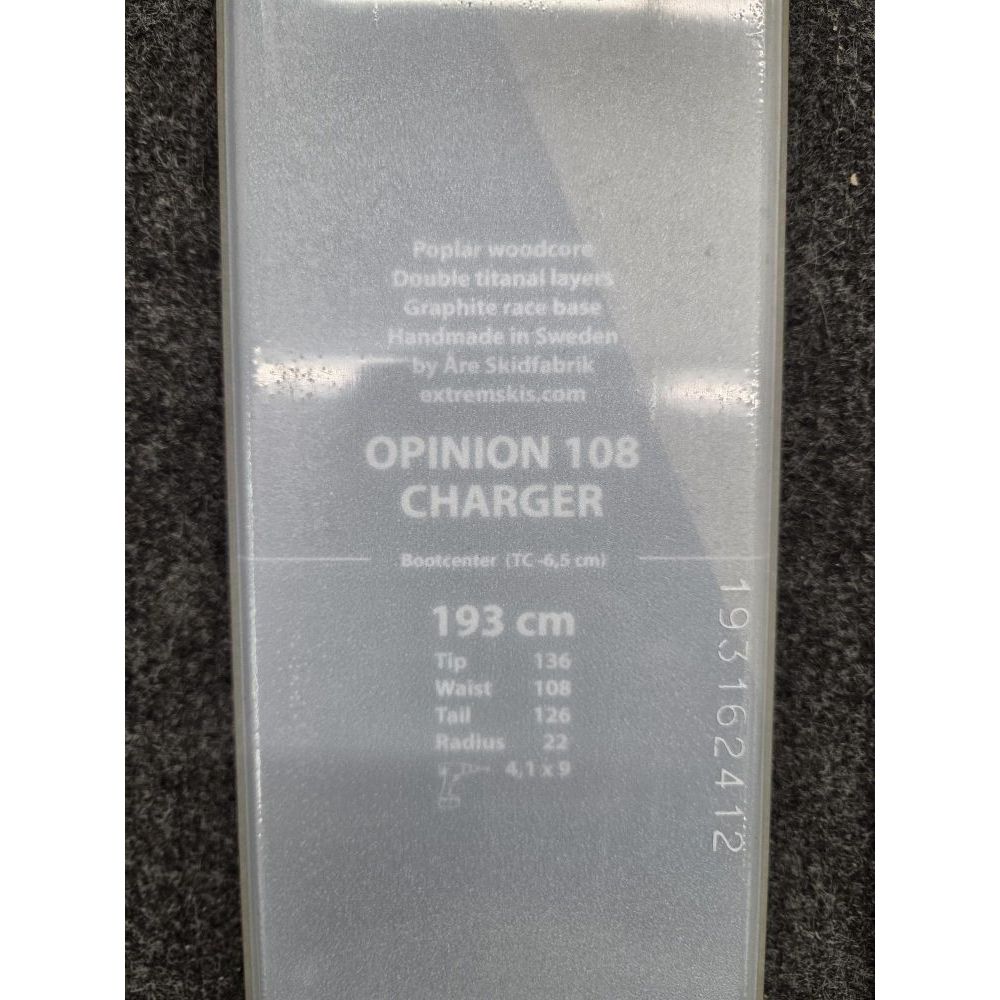 Poplar woodcore
Double titanal layers
Graphite race base
Handmade in Sweden
by Åre Skidfabrik
extremskis.com
OPINION 108
CHARGER
Bootcenter (TC -6,5 cm)
193 cm
Tip 136
Waist 108
Tail 126
Radius 22
4,1 x 9
193162412